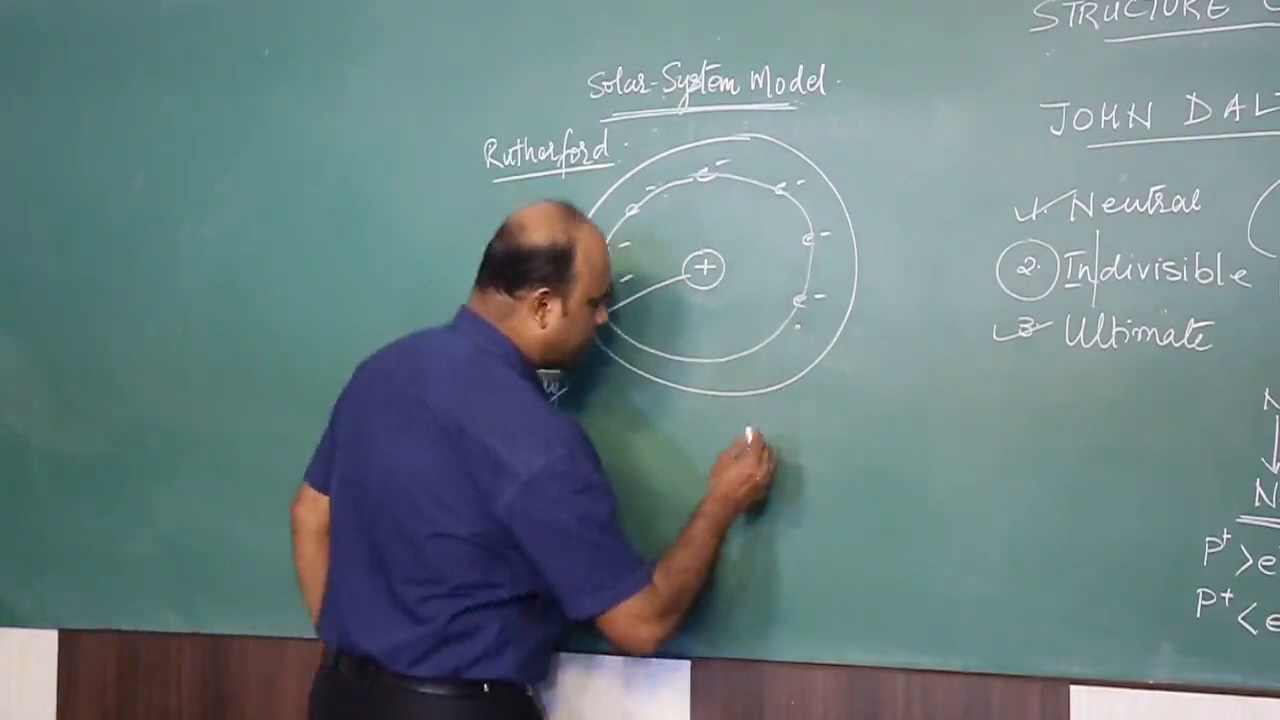 STRUCTURE
Solar-System Model.
Rutherford.
JOHN DAL
1. Neutral
2. Indivisible
3. Ultimate
+
- - - - - - -
e e e e
N
N
P+ > e
P+ < e